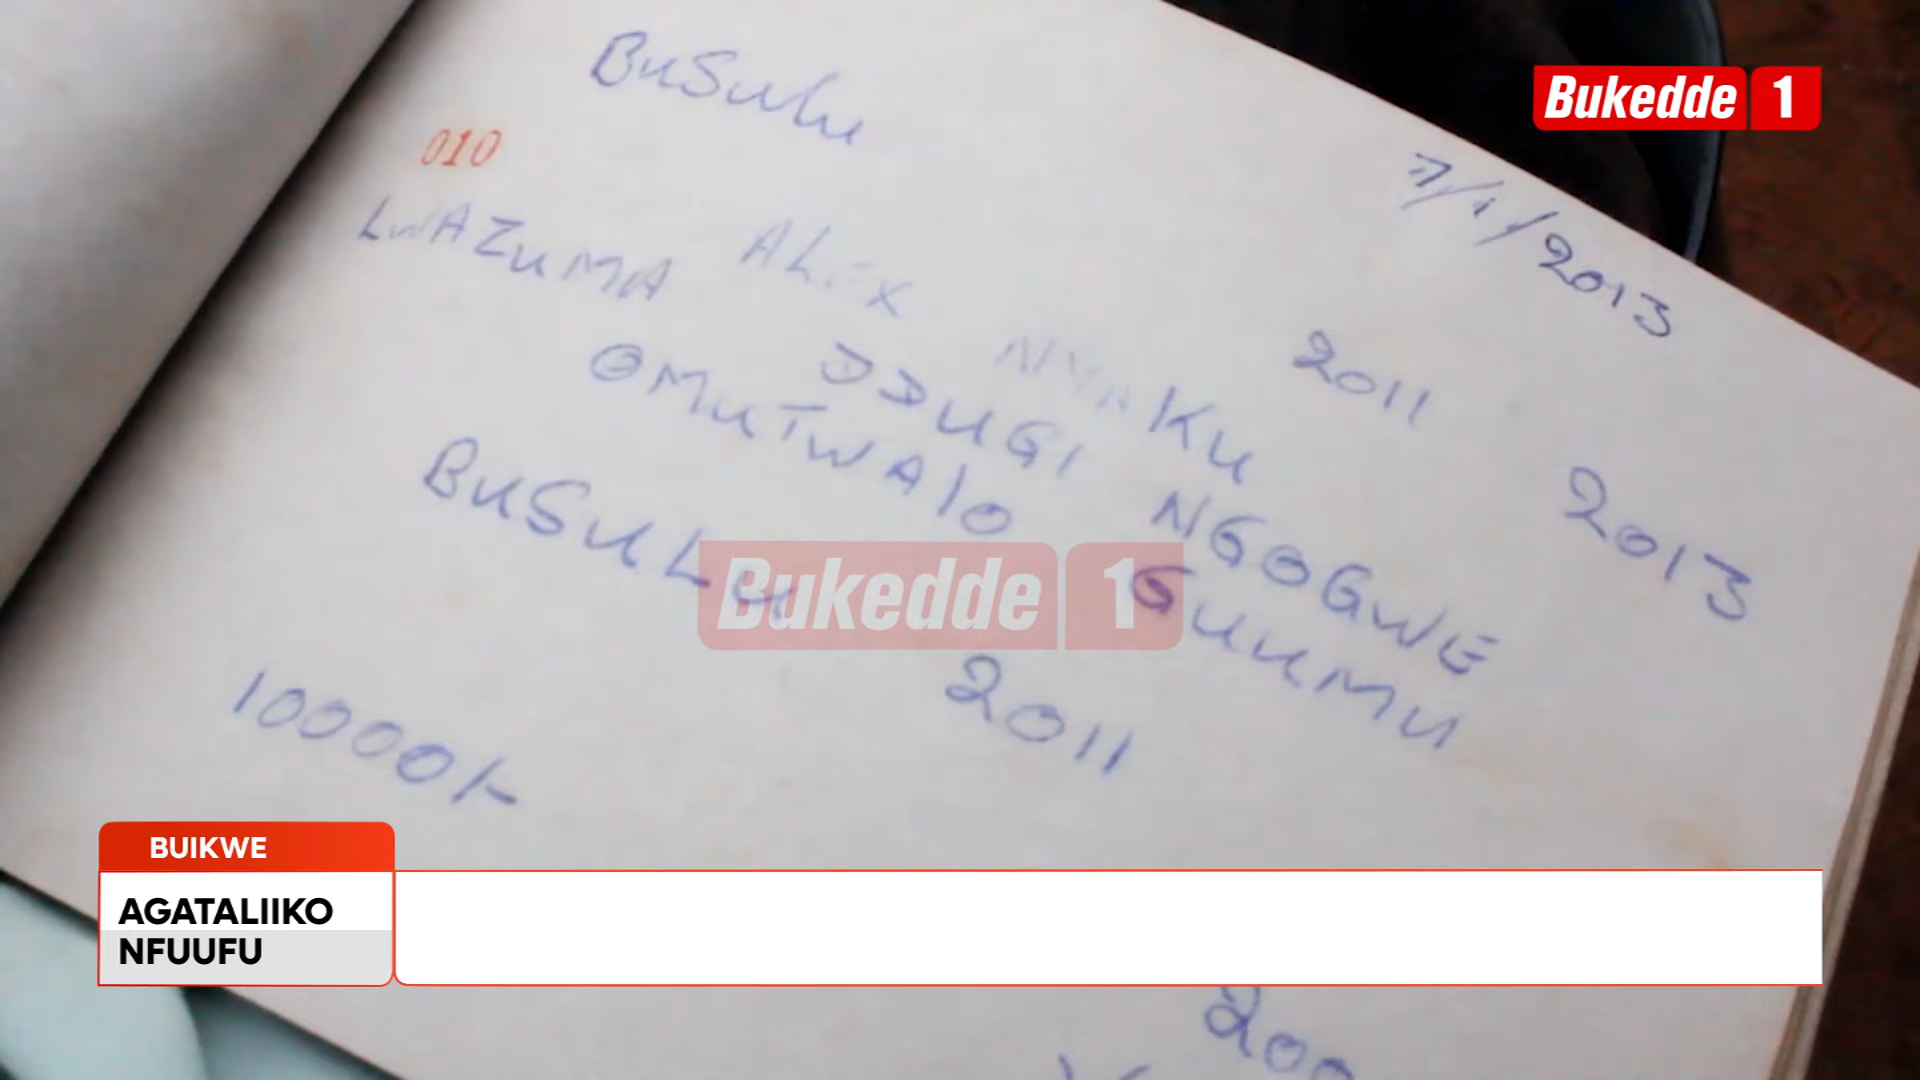 Bukedde 1
Busulu
7/1/2013
010
LWAZUMA ALEX KU 2011 2013
DDUGI NGOGWE
OMUTWALO GUUMU
BUSULU 2011
10000/-
Bukedde 1
BUIKWE
AGATALIIKO
NFUUFU